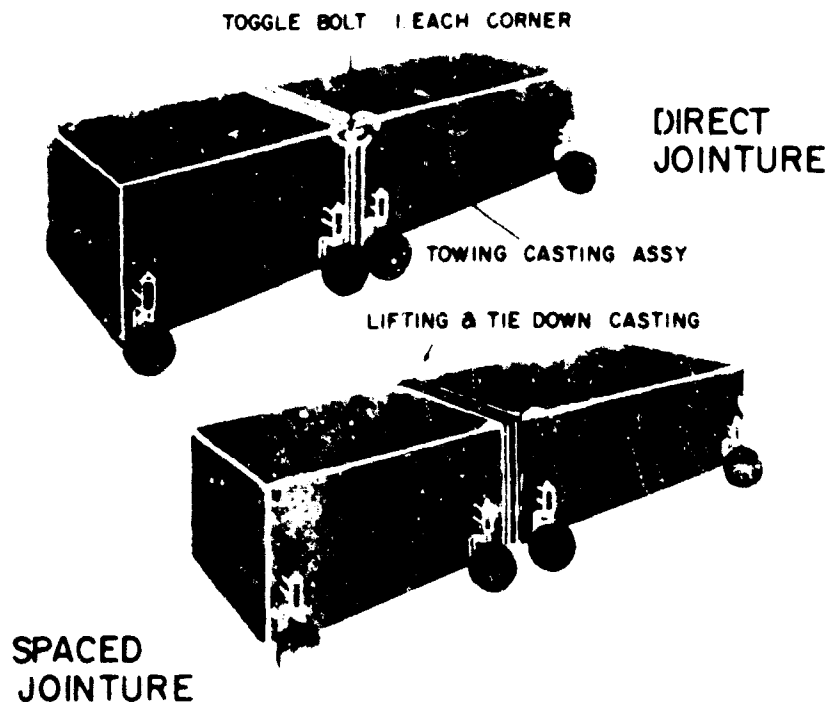 TOGGLE BOLT 1 EACH CORNER
DIRECT
JOINTURE
TOWING CASTING ASSY
LIFTING & TIE DOWN CASTING
SPACED
JOINTURE